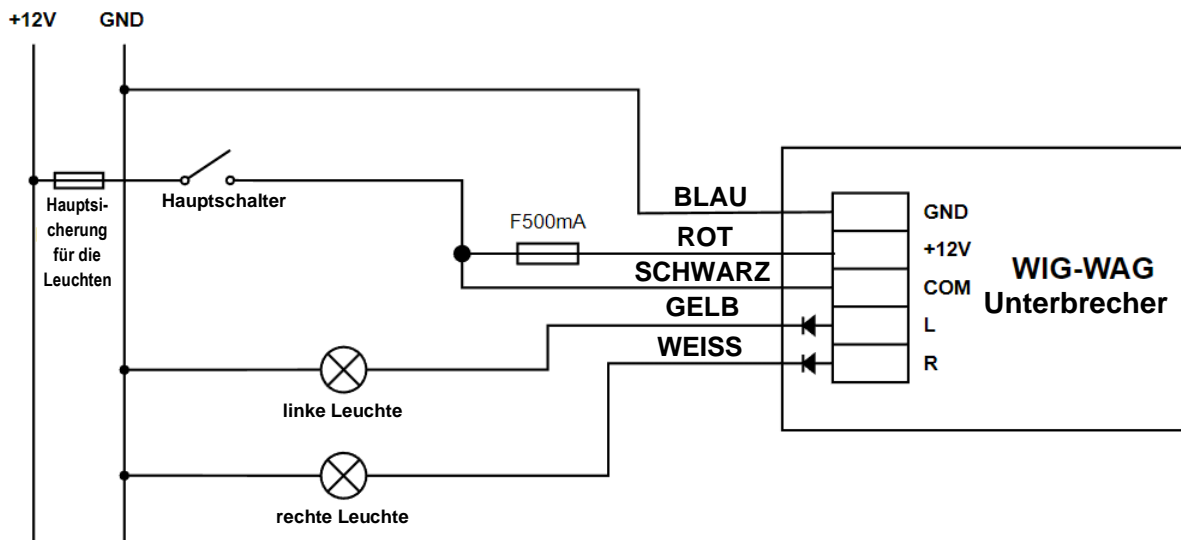 +12V GND
Hauptsi-
cherung
für die
Leuchten
Hauptschalter
F500mA
BLAU
ROT
SCHWARZ
GELB
WEISS
GND
+12V
COM
L
R
WIG-WAG
Unterbrecher
linke Leuchte
rechte Leuchte